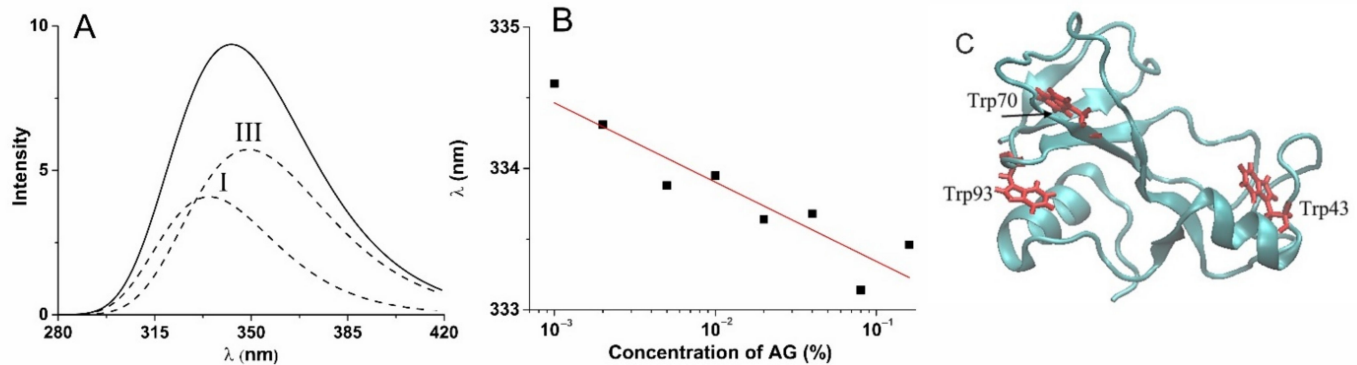 A
10
5
0
Intensity
III
I
280
315
350
385
420
λ (nm)
B
335
334
333
λ (nm)
10⁻³
10⁻²
10⁻¹
Concentration of AG (%)
C
Trp70
Trp93
Trp43